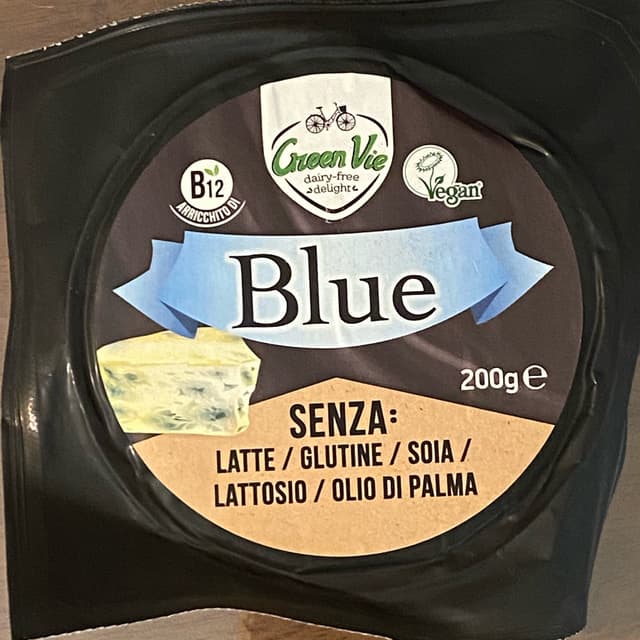 Green Vie
dairy-free
delight
B12
ARRICCHITO DI
Vegan
Blue
200g ℮
SENZA:
LATTE / GLUTINE / SOIA /
LATTOSIO / OLIO DI PALMA